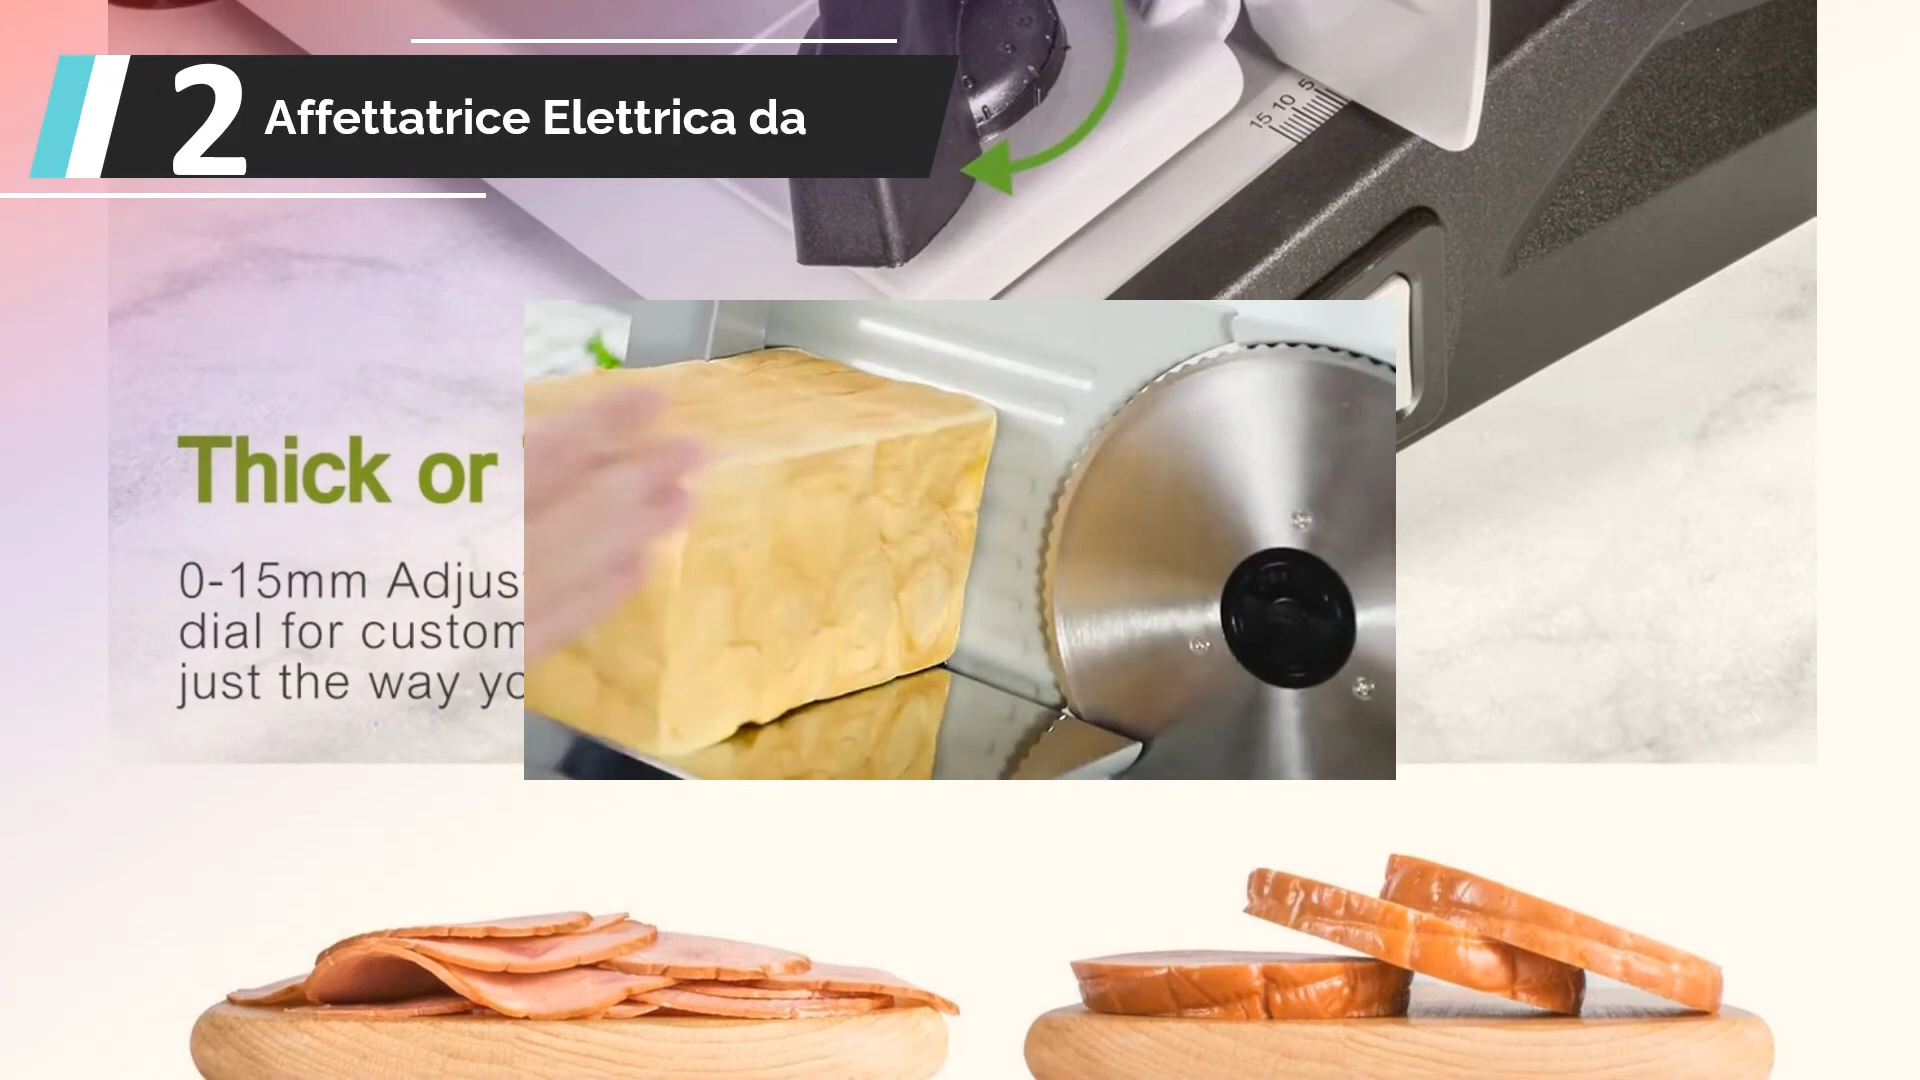 2 Affettatrice Elettrica da
15 10 5
Thick or
0-15mm Adjus
dial for custom
just the way yo